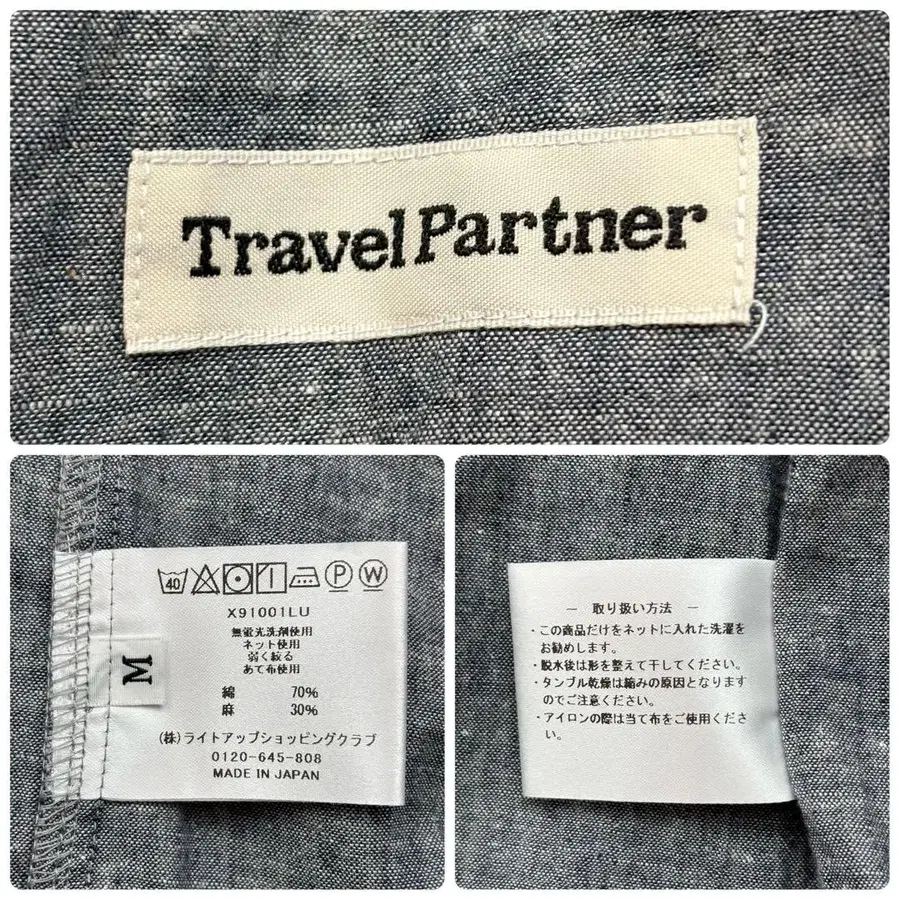 TravelPartner
40 P W
X91001LU
無蛍光洗剤使用
ネット使用
弱く絞る
あて布使用
綿 70%
麻 30%
(株)ライトアップショッピングクラブ
0120-645-808
MADE IN JAPAN
M
― 取り扱い方法 ―
・この商品だけをネットに入れた洗濯を
お勧めします。
・脱水後は形を整えて干してください。
・タンブル乾燥は縮みの原因となります
のでご注意ください。
・アイロンの際は当て布をご使用くださ
い。